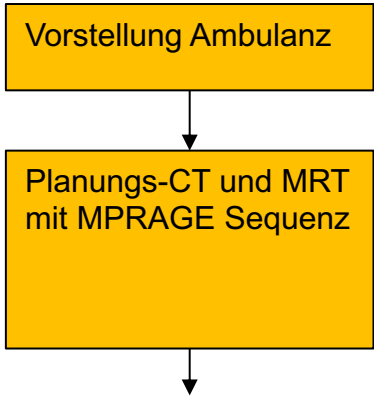 Vorstellung Ambulanz
Planungs-CT und MRT
mit MPRAGE Sequenz